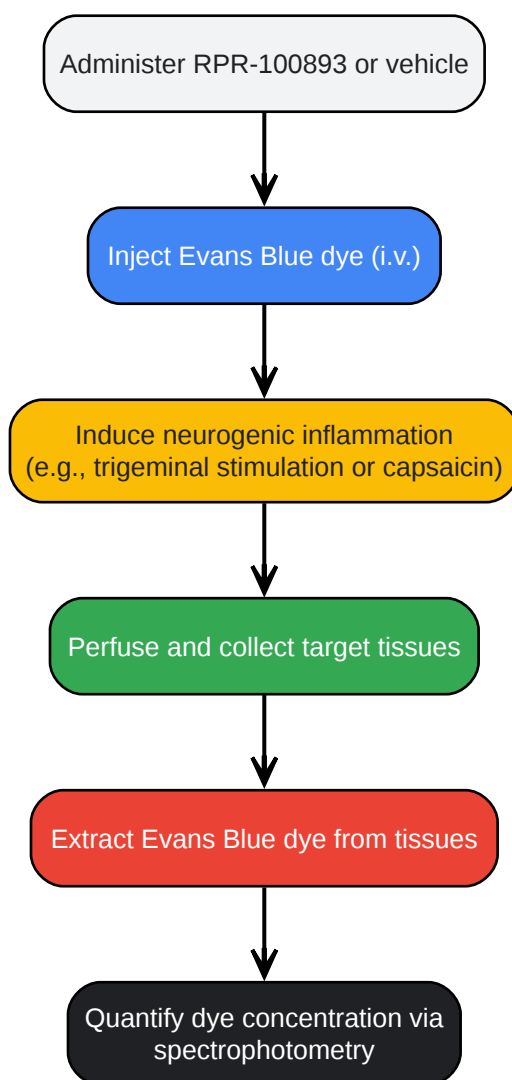 Administer RPR-100893 or vehicle
Inject Evans Blue dye (i.v.)
Induce neurogenic inflammation
(e.g., trigeminal stimulation or capsaicin)
Perfuse and collect target tissues
Extract Evans Blue dye from tissues
Quantify dye concentration via
spectrophotometry